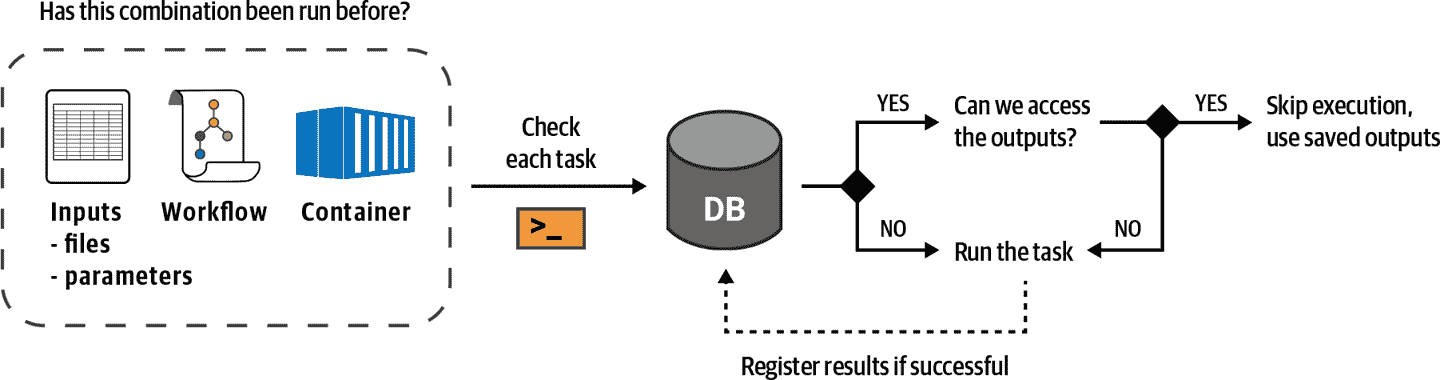 Has this combination been run before?
Inputs
- files
- parameters
Workflow
Container
Check
each task
>_
DB
YES
NO
Can we access
the outputs?
Run the task
YES
NO
Skip execution,
use saved outputs
Register results if successful